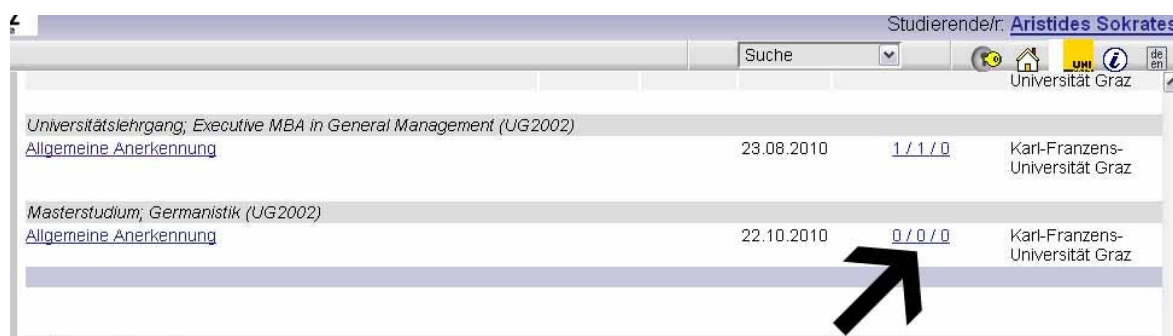 Studierende/r: Aristides Sokrates
Suche
UNI
de
en
Universität Graz
Universitätslehrgang; Executive MBA in General Management (UG2002)
Allgemeine Anerkennung 23.08.2010 1 / 1 / 0 Karl-Franzens-
Universität Graz
Masterstudium; Germanistik (UG2002)
Allgemeine Anerkennung 22.10.2010 0 / 0 / 0 Karl-Franzens-
Universität Graz